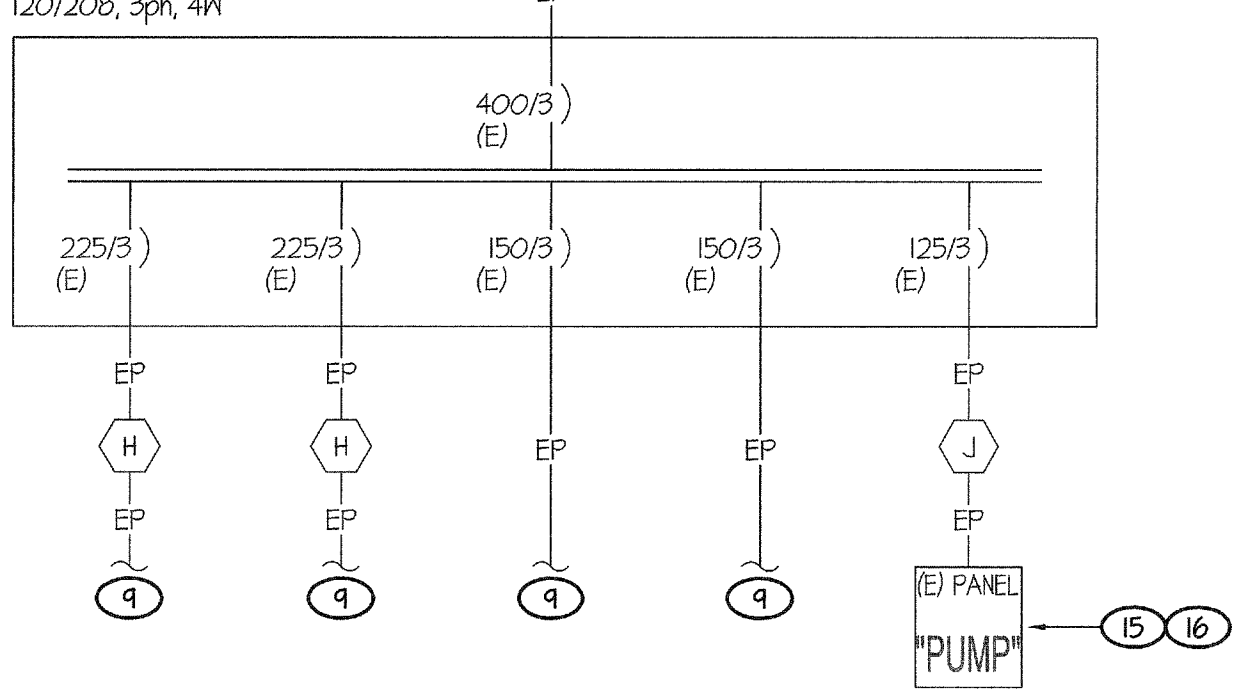 120/208, 3ph, 4W
EP
400/3
(E)
225/3 225/3 150/3 150/3 125/3
(E) (E) (E) (E) (E)
EP EP EP
H H J
EP EP
EP EP EP
9 9 9 9
(E) PANEL
"PUMP"
15 16